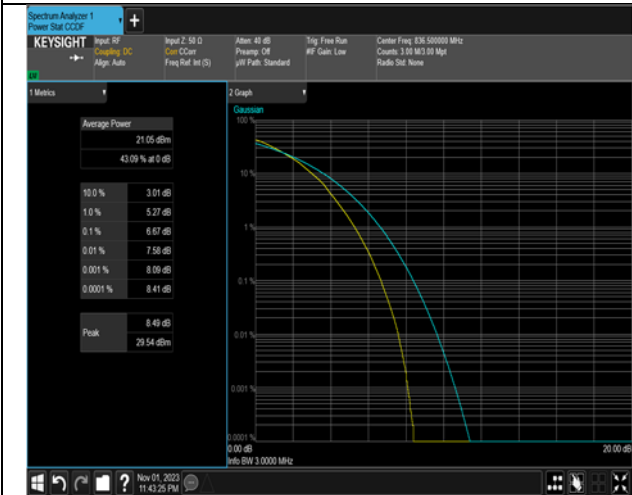 Spectrum Analyzer 1
Power Stat CCDF
KEYSIGHT
Input: RF
Coupling: DC
Align: Auto
Input Z: 50 Ω
Corr CCorr
Freq Ref: Int (S)
Atten: 40 dB
Preamp: Off
µW Path: Standard
Trig: Free Run
#IF Gain: Low
Center Freq: 836.500000 MHz
Counts: 3.00 M/3.00 Mpt
Radio Std: None
1 Metrics
Average Power
21.05 dBm
43.09 % at 0 dB
10.0 % 3.01 dB
1.0 % 5.27 dB
0.1 % 6.67 dB
0.01 % 7.58 dB
0.001 % 8.09 dB
0.0001 % 8.41 dB
Peak
8.49 dB
29.54 dBm
2 Graph
Gaussian
100 %
10 %
1 %
0.1 %
0.01 %
0.001 %
0.0001 %
0.00 dB
20.00 dB
Info BW 3.0000 MHz
Nov 01, 2023
11:43:25 PM